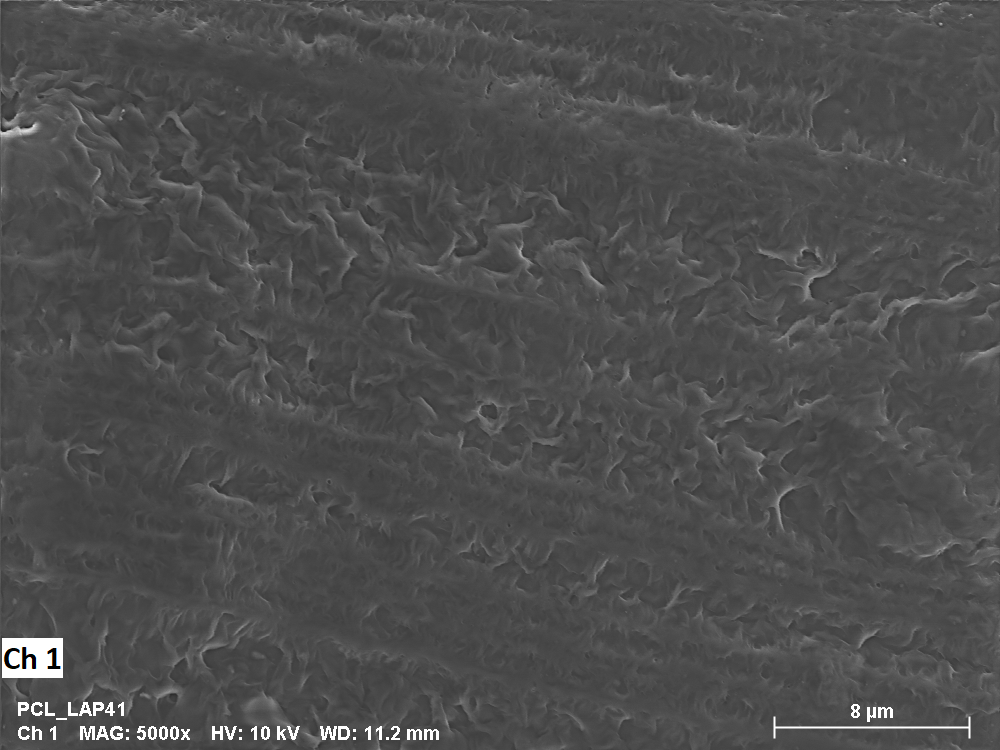 Ch 1
PCL_LAP41
Ch 1 MAG: 5000x HV: 10 kV WD: 11.2 mm
8 µm